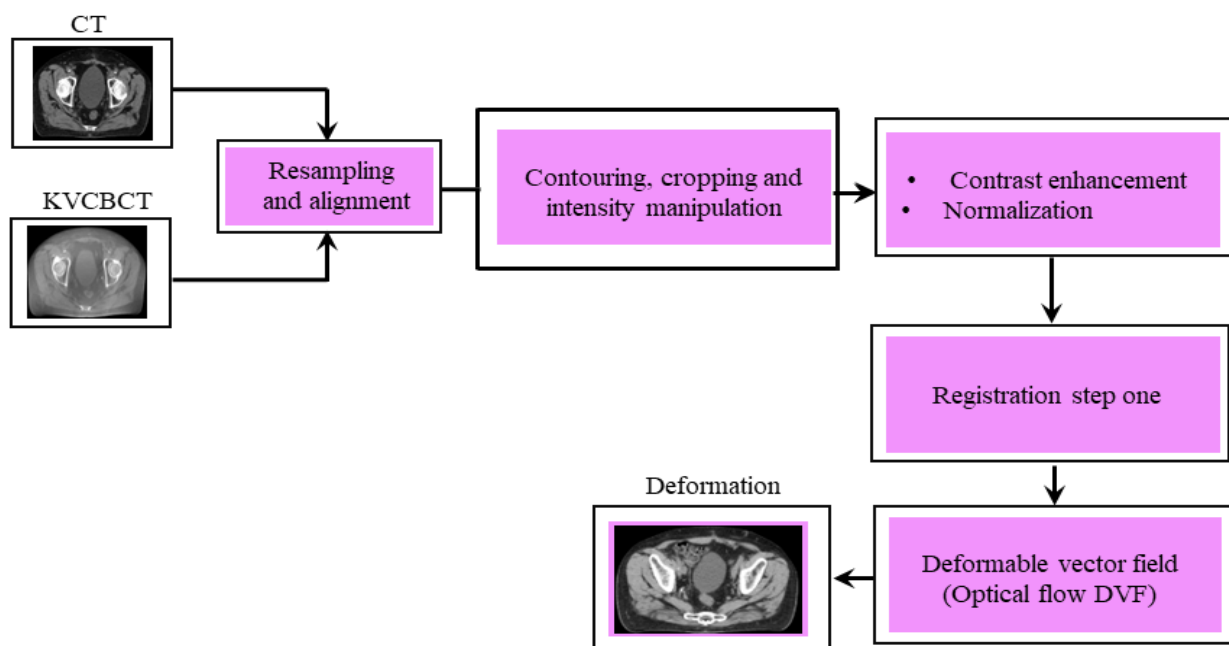 CT
KVCBCT
Resampling
and alignment
Contouring, cropping and
intensity manipulation
• Contrast enhancement
• Normalization
Registration step one
Deformable vector field
(Optical flow DVF)
Deformation